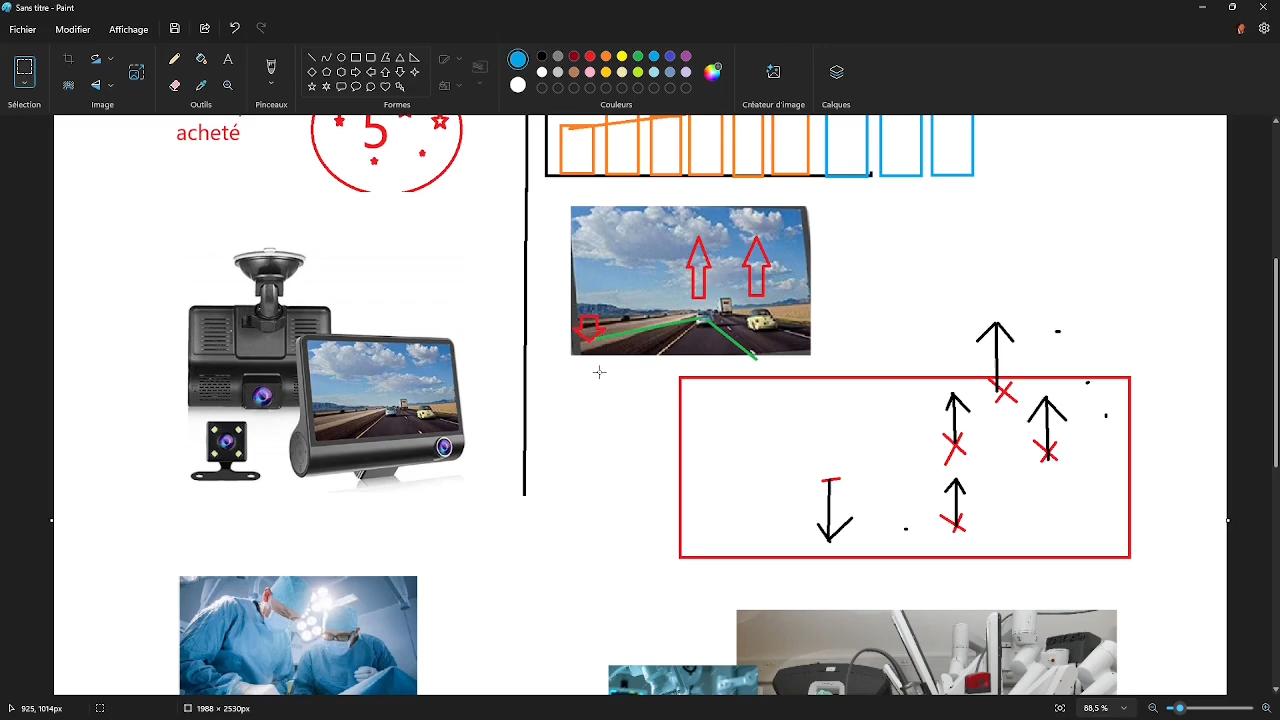 Sans titre - Paint
Fichier Modifier Affichage
Sélection Image Outils Pinceaux Formes Couleurs Créateur d'image Calques
acheté
5
925, 1014px 1988 × 2530px 88,5 %